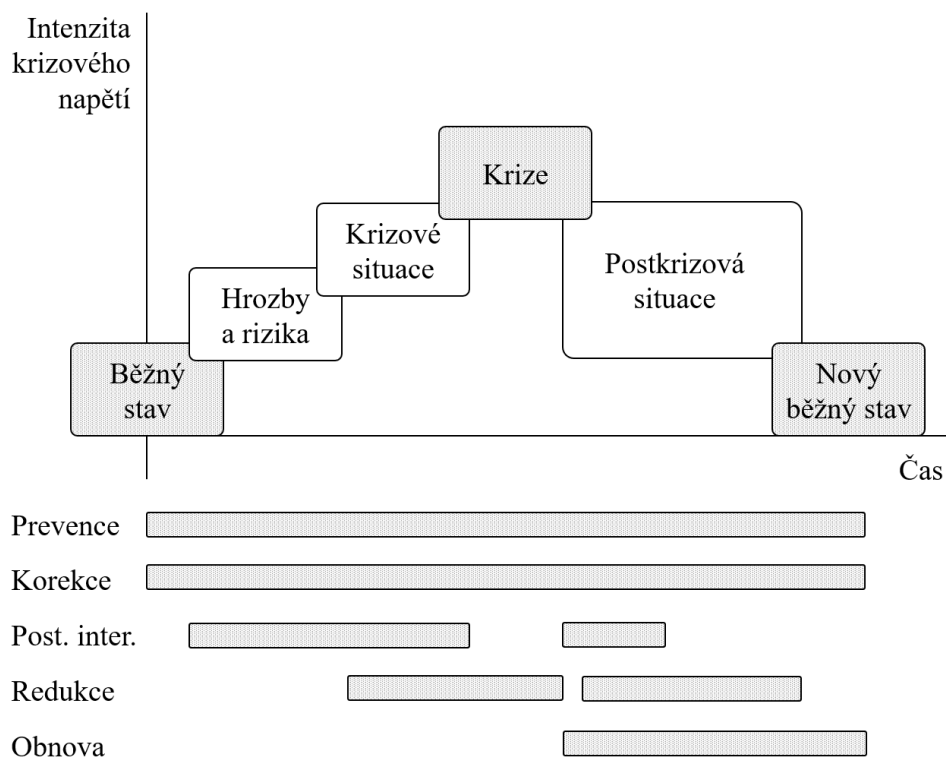 Intenzita
krizového
napětí
Krize
Krizové
situace
Postkrizová
situace
Hrozby
a rizika
Běžný
stav
Nový
běžný stav
Čas
Prevence
Korekce
Post. inter.
Redukce
Obnova